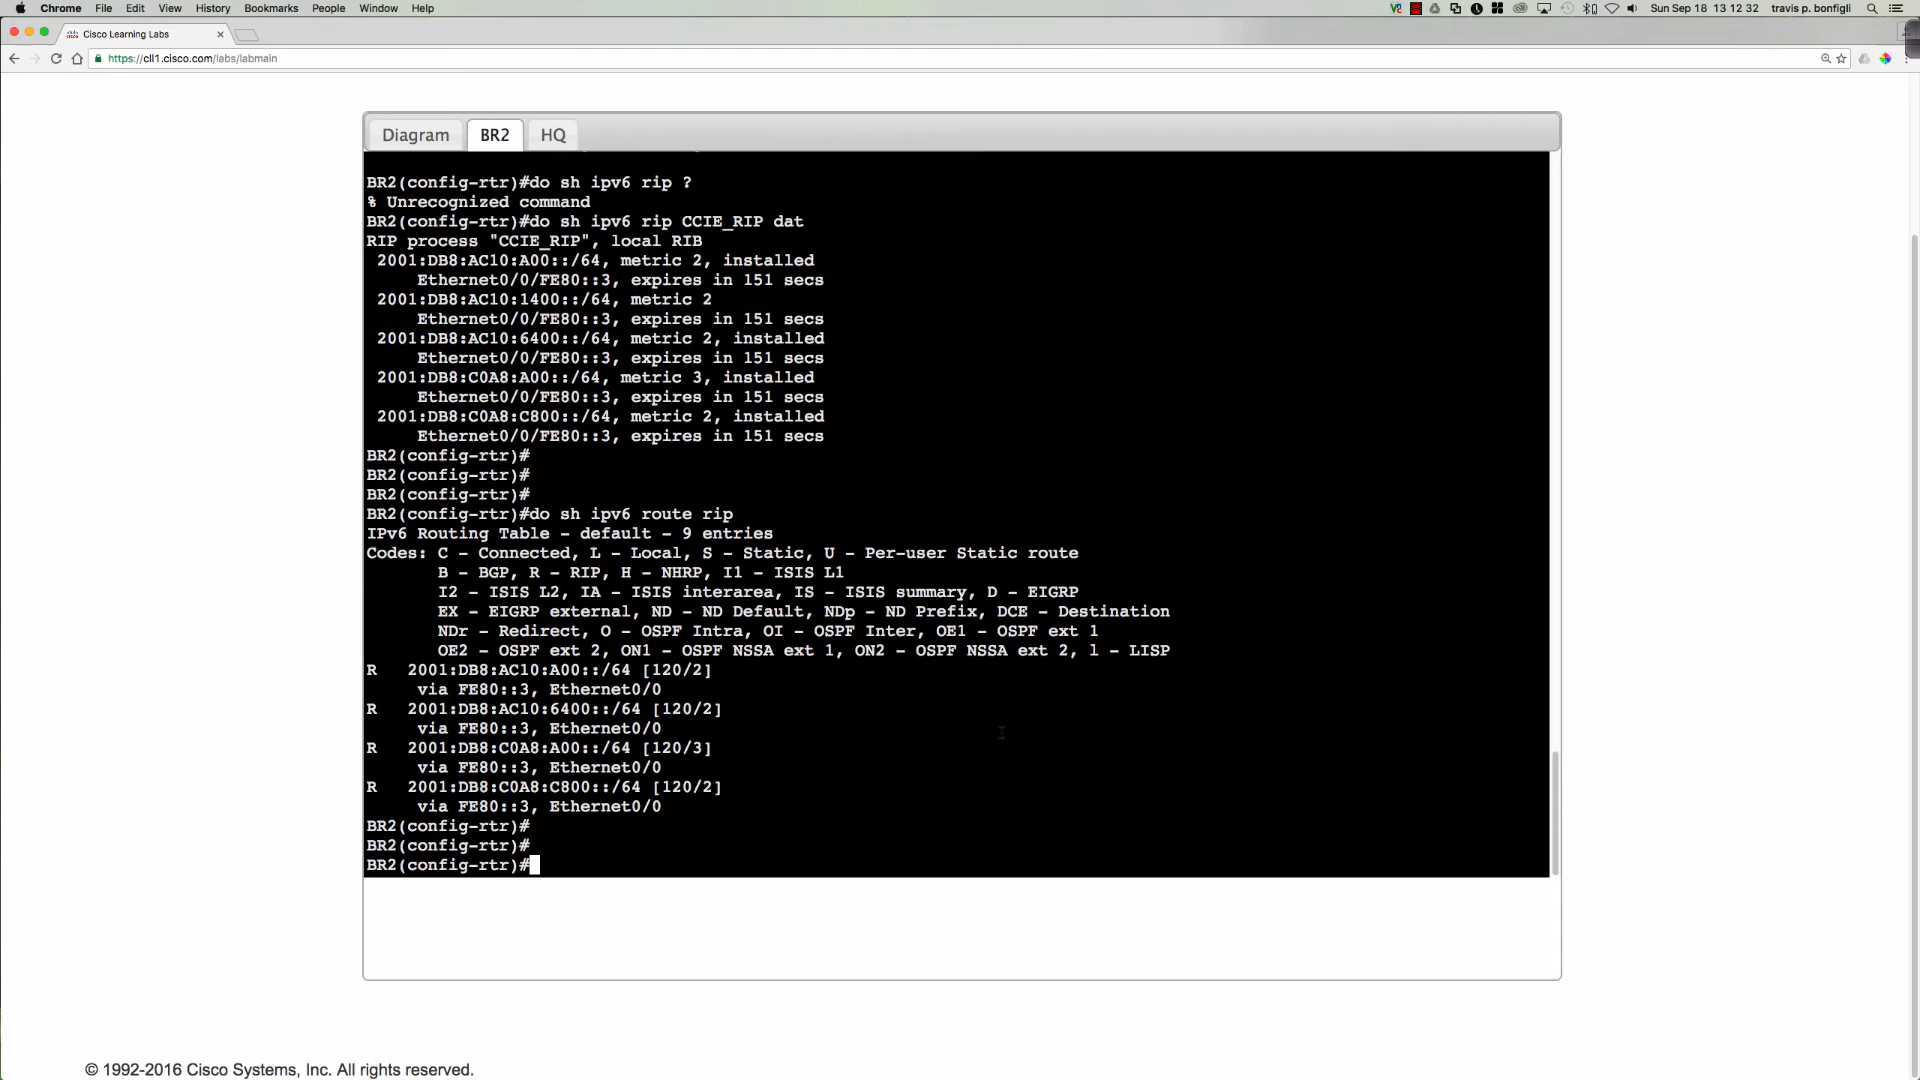 Chrome File Edit View History Bookmarks People Window Help
Sun Sep 18 13 12 32 travis p. bonfigli
Cisco Learning Labs
https://cll1.cisco.com/labs/labmain
Diagram BR2 HQ
BR2(config-rtr)#do sh ipv6 rip ?
% Unrecognized command
BR2(config-rtr)#do sh ipv6 rip CCIE_RIP dat
RIP process "CCIE_RIP", local RIB
2001:DB8:AC10:A00::/64, metric 2, installed
Ethernet0/0/FE80::3, expires in 151 secs
2001:DB8:AC10:1400::/64, metric 2
Ethernet0/0/FE80::3, expires in 151 secs
2001:DB8:AC10:6400::/64, metric 2, installed
Ethernet0/0/FE80::3, expires in 151 secs
2001:DB8:C0A8:A00::/64, metric 3, installed
Ethernet0/0/FE80::3, expires in 151 secs
2001:DB8:C0A8:C800::/64, metric 2, installed
Ethernet0/0/FE80::3, expires in 151 secs
BR2(config-rtr)#
BR2(config-rtr)#
BR2(config-rtr)#
BR2(config-rtr)#do sh ipv6 route rip
IPv6 Routing Table - default - 9 entries
Codes: C - Connected, L - Local, S - Static, U - Per-user Static route
B - BGP, R - RIP, H - NHRP, I1 - ISIS L1
I2 - ISIS L2, IA - ISIS interarea, IS - ISIS summary, D - EIGRP
EX - EIGRP external, ND - ND Default, NDp - ND Prefix, DCE - Destination
NDr - Redirect, O - OSPF Intra, OI - OSPF Inter, OE1 - OSPF ext 1
OE2 - OSPF ext 2, ON1 - OSPF NSSA ext 1, ON2 - OSPF NSSA ext 2, l - LISP
R 2001:DB8:AC10:A00::/64 [120/2]
via FE80::3, Ethernet0/0
R 2001:DB8:AC10:6400::/64 [120/2]
via FE80::3, Ethernet0/0
R 2001:DB8:C0A8:A00::/64 [120/3]
via FE80::3, Ethernet0/0
R 2001:DB8:C0A8:C800::/64 [120/2]
via FE80::3, Ethernet0/0
BR2(config-rtr)#
BR2(config-rtr)#
BR2(config-rtr)#
© 1992-2016 Cisco Systems, Inc. All rights reserved.